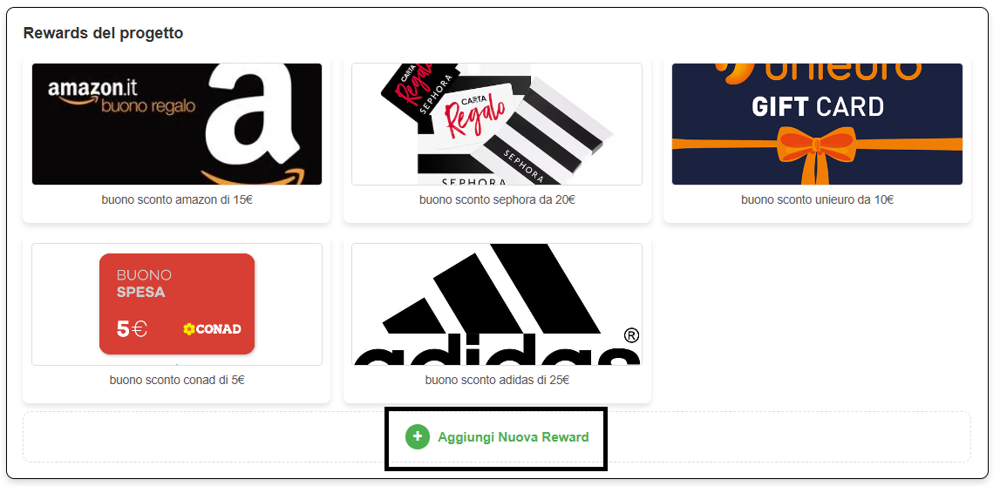 Rewards del progetto
amazon.it
buono regalo
a
CARTA
Regalo
SEPHORA
CARTA
Regalo
SEPHORA
SEPHORA
unieuro
GIFT CARD
buono sconto amazon di 15€
buono sconto sephora da 20€
buono sconto unieuro da 10€
BUONO
SPESA
5€
CONAD
adidas
®
buono sconto conad di 5€
buono sconto adidas di 25€
+ Aggiungi Nuova Reward